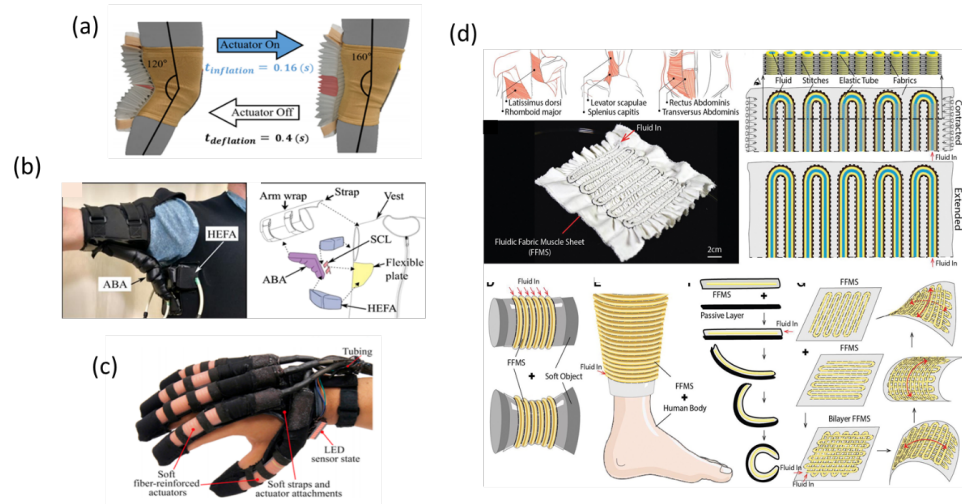 (a)
120°
Actuator On
t_inflation = 0.16 (s)
160°
Actuator Off
t_deflation = 0.4 (s)
(b)
HEFA
ABA
Arm wrap
Strap
Vest
SCL
Flexible
plate
ABA
HEFA
(c)
Tubing
LED
sensor state
Soft
fiber-reinforced
actuators
Soft straps and
actuator attachments
(d)
•Latissimus dorsi
•Rhomboid major
•Levator scapulae
•Splenius capitis
•Rectus Abdominis
•Transversus Abdominis
Fluid
Stitches
Elastic Tube
Fabrics
Contracted
Fluid In
Extended
Fluid In
Fluid In
Fluidic Fabric Muscle Sheet
(FFMS)
2cm
Fluid In
FFMS
+
Soft Object
E
Fluid In
FFMS
+
Human Body
FFMS
+
Passive Layer
Fluid In
G
FFMS
+
FFMS
Bilayer FFMS
Fluid In
Fluid In